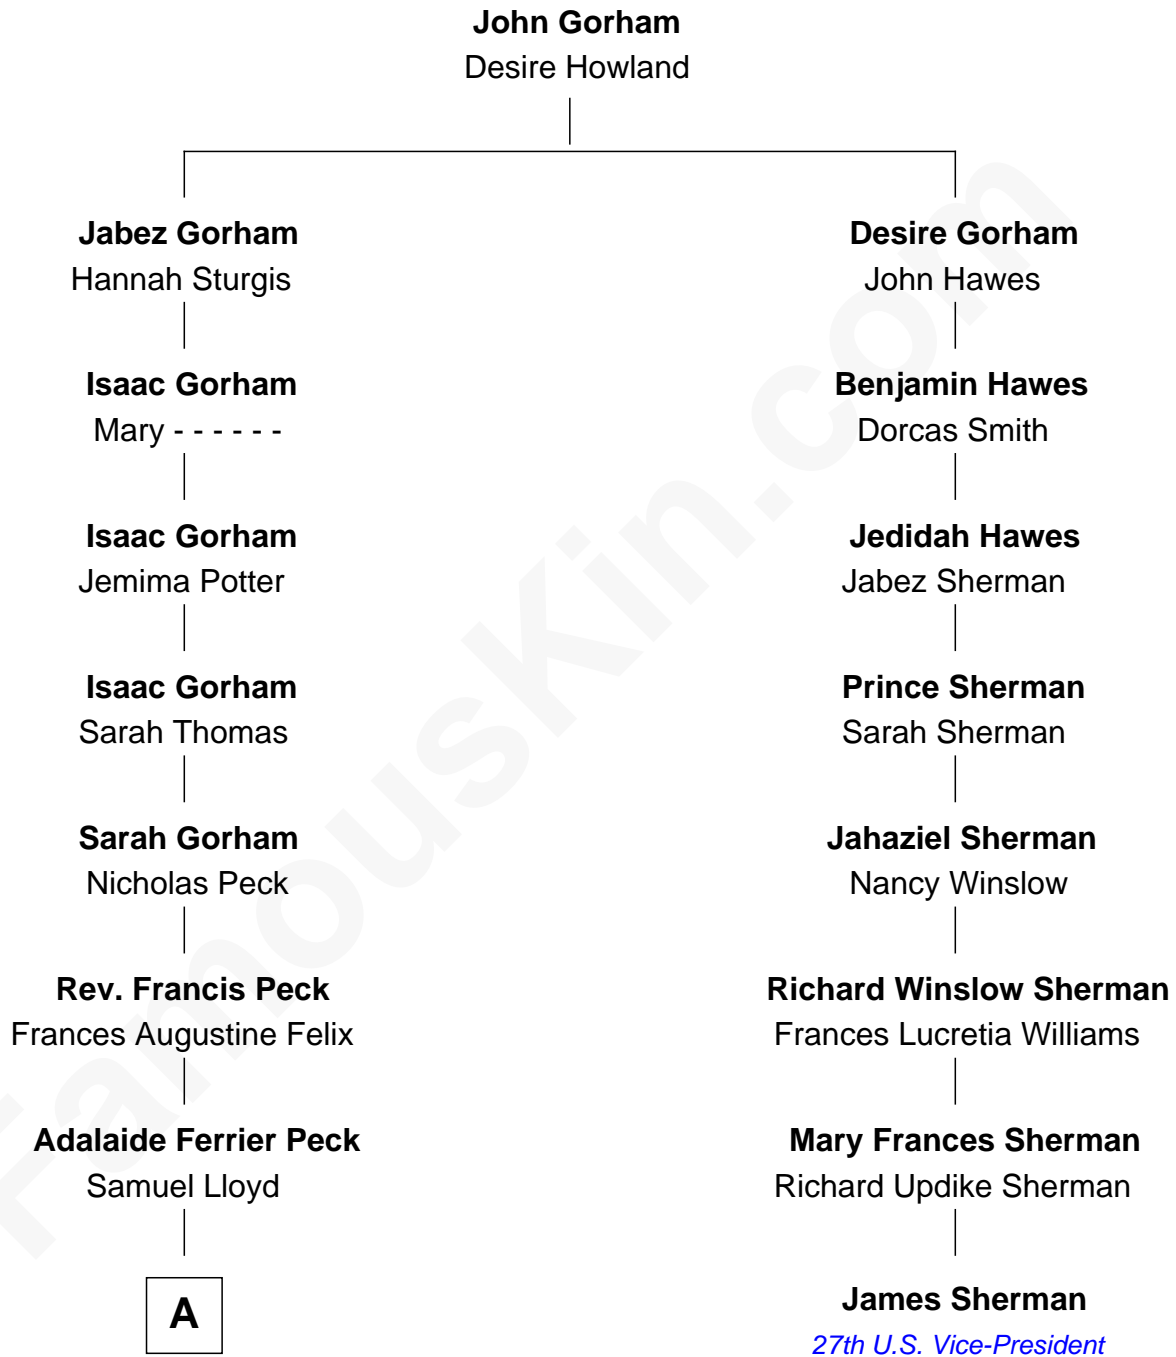 John Gorham
Desire Howland
Jabez Gorham
Hannah Sturgis
Desire Gorham
John Hawes
Isaac Gorham
Mary - - - - - -
Benjamin Hawes
Dorcas Smith
Isaac Gorham
Jemima Potter
Jedidah Hawes
Jabez Sherman
Isaac Gorham
Sarah Thomas
Prince Sherman
Sarah Sherman
Sarah Gorham
Nicholas Peck
Jahaziel Sherman
Nancy Winslow
Rev. Francis Peck
Frances Augustine Felix
Richard Winslow Sherman
Frances Lucretia Williams
Adalaide Ferrier Peck
Samuel Lloyd
Mary Frances Sherman
Richard Updike Sherman
A
James Sherman
27th U.S. Vice-President
FamousKin.com